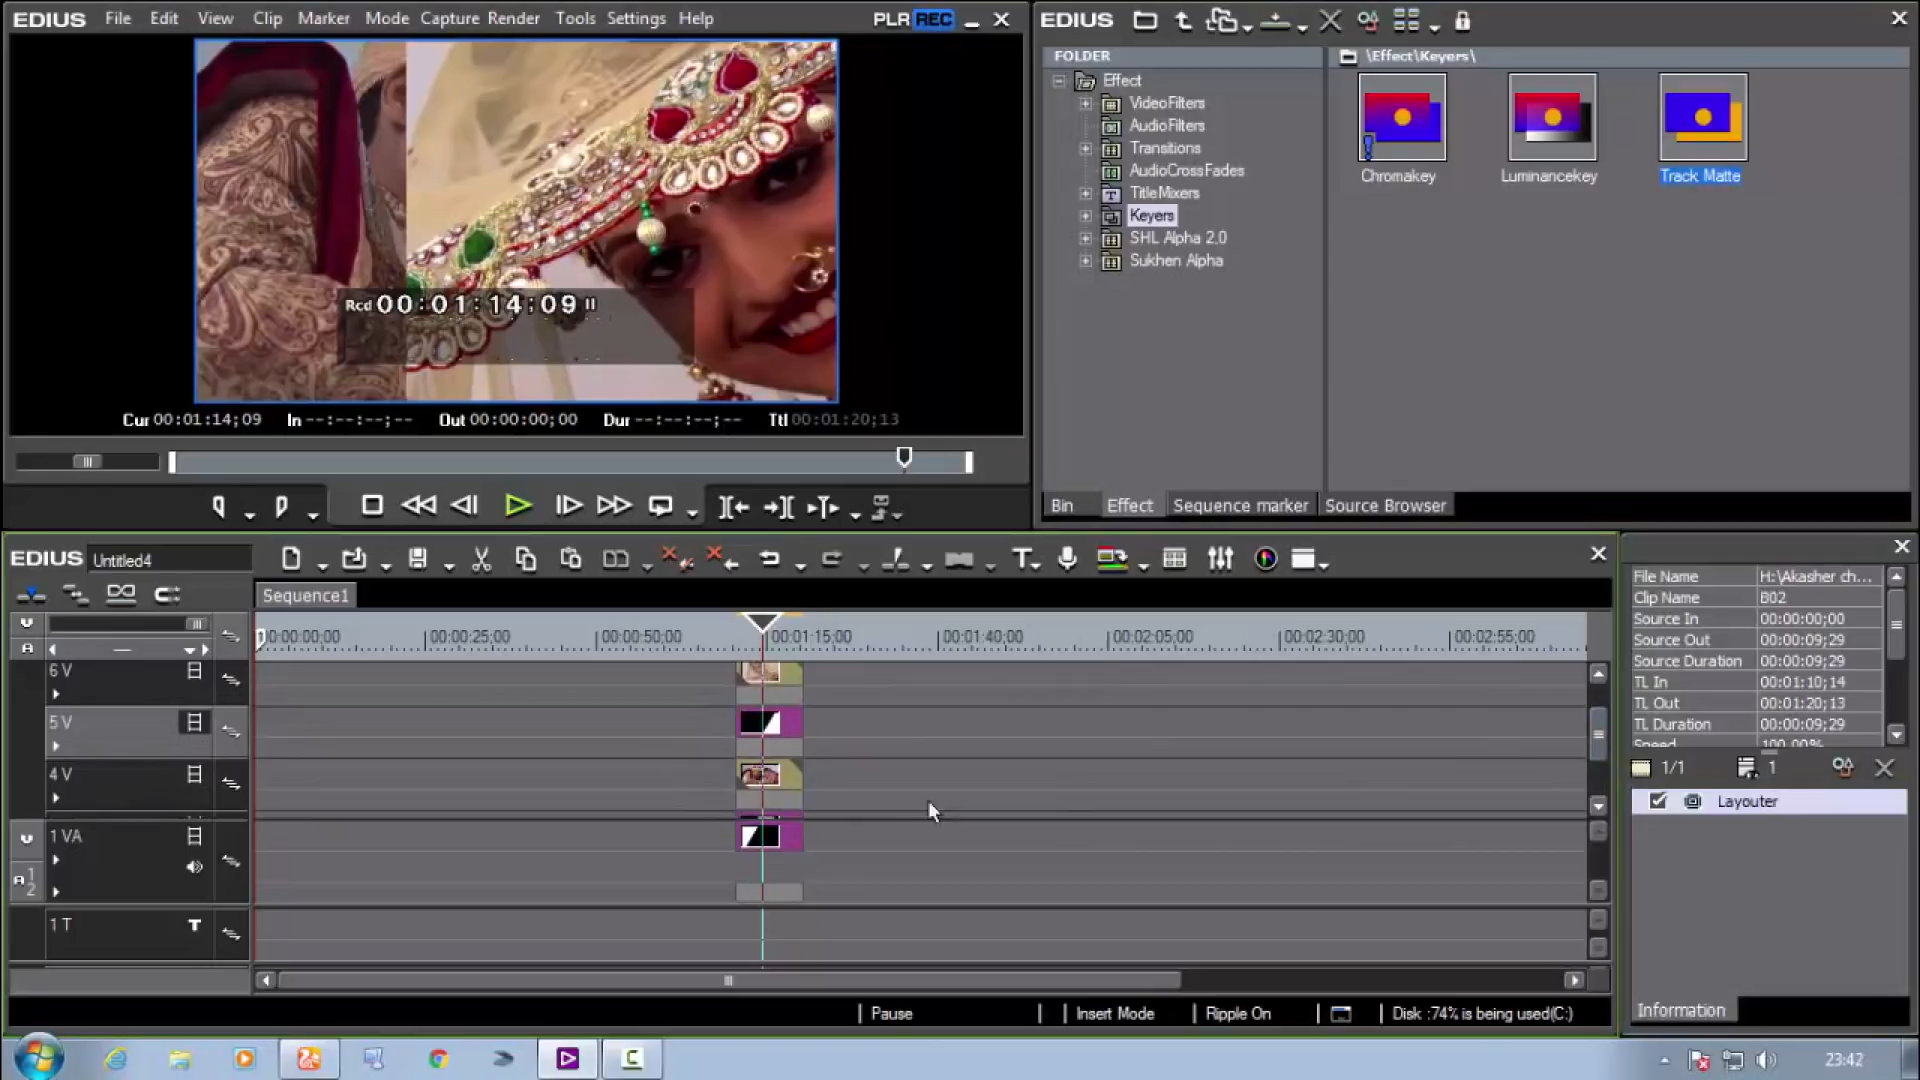 EDIUS File Edit View Clip Marker Mode Capture Render Tools Settings Help PLR REC
Rcd 00:01:14;09
Cur 00:01:14;09 In --:--:--;-- Out 00:00:00;00 Dur --:--:--;-- Ttl 00:01:20;13
EDIUS
FOLDER
Effect
VideoFilters
AudioFilters
Transitions
AudioCrossFades
TitleMixers
Keyers
SHL Alpha 2.0
Sukhen Alpha
\Effect\Keyers\
Chromakey Luminancekey Track Matte
Bin Effect Sequence marker Source Browser
EDIUS Untitled4
Sequence1
00:00:00;00 00:00:25;00 00:00:50;00 00:01:15;00 00:01:40;00 00:02:05;00 00:02:30;00 00:02:55;00
6 V
5 V
4 V
1 VA
1
2
1 T
Pause Insert Mode Ripple On Disk :74% is being used(C:)
File Name H:\Akasher ch...
Clip Name B02
Source In 00:00:00;00
Source Out 00:00:09;29
Source Duration 00:00:09;29
TL In 00:01:10;14
TL Out 00:01:20;13
TL Duration 00:00:09;29
Speed 100.00%
1/1 1
Layouter
Information
23:42